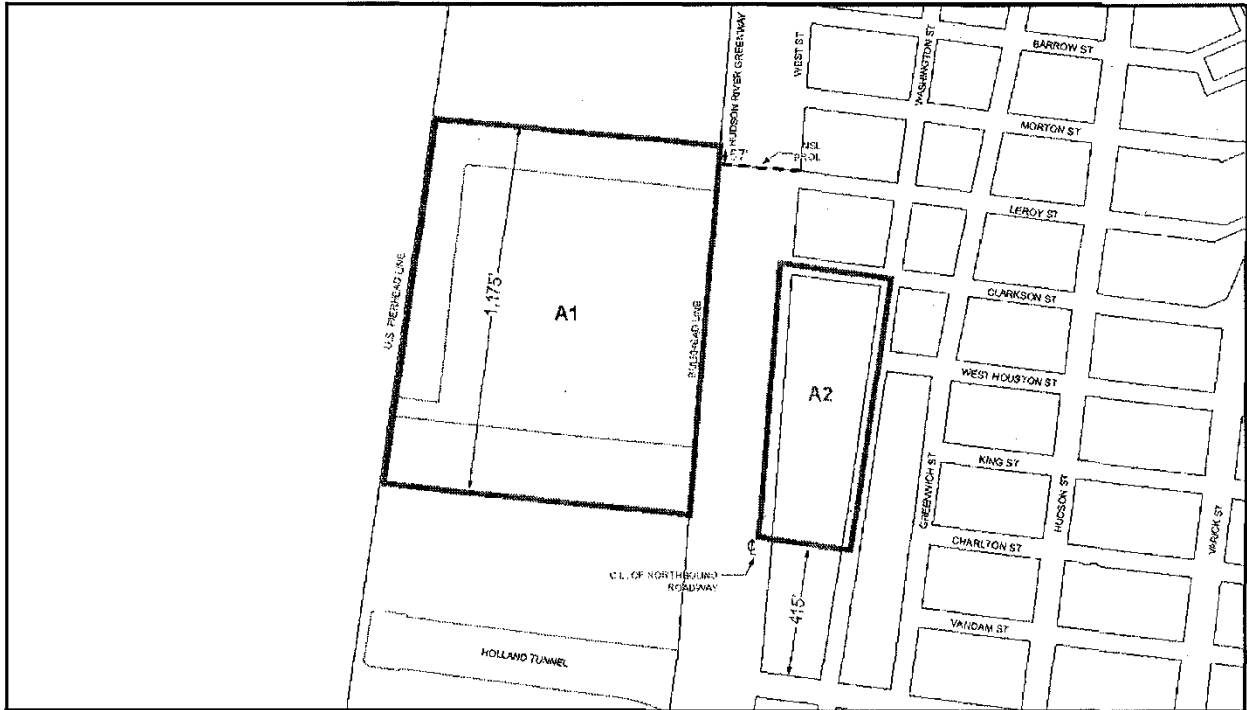 BARROW ST
WASHINGTON ST
WEST ST
HUDSON RIVER GREENWAY
MORTON ST
LEROY ST
1,175'
U.S. PIERHEAD LINE
A1
BULKHEAD LINE
CLARKSON ST
WEST HOUSTON ST
A2
KING ST
GREENWICH ST
HUDSON ST
VARICK ST
CHARLTON ST
C.L. OF NORTHBOUND
ROADWAY
415'
VANDAM ST
HOLLAND TUNNEL